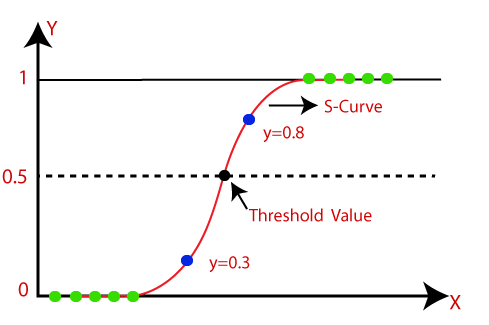 Y
1
S-Curve
y=0.8
0.5
Threshold Value
y=0.3
0
X